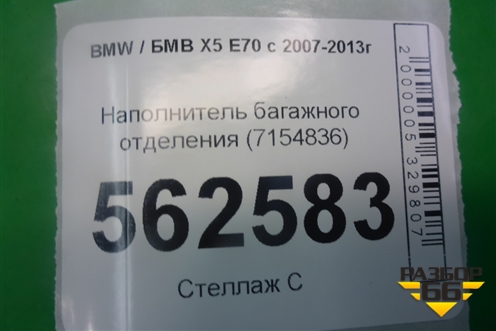 BMW / БМВ X5 E70 с 2007-2013г
Наполнитель багажного
отделения (7154836)
562583
Стеллаж С
2000005329807
РАЗБОР
66